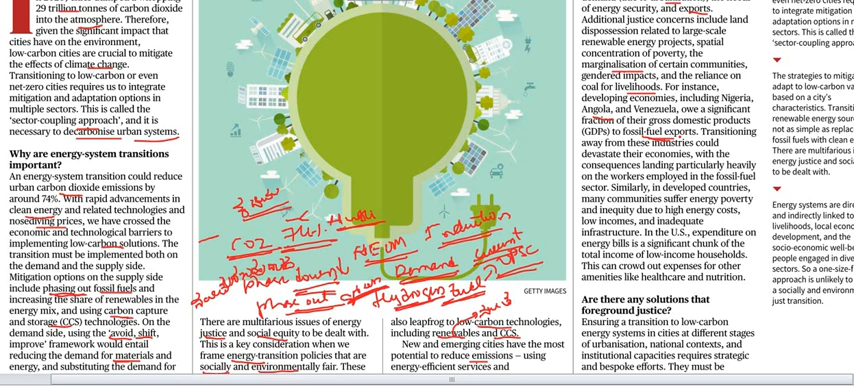 29 trillion tonnes of carbon dioxide
into the atmosphere. Therefore,
given the significant impact that
cities have on the environment,
low-carbon cities are crucial to mitigate
the effects of climate change.
Transitioning to low-carbon or even
net-zero cities requires us to integrate
mitigation and adaptation options in
multiple sectors. This is called the
'sector-coupling approach', and it is
necessary to decarbonise urban systems.
Why are energy-system transitions
important?
An energy-system transition could reduce
urban carbon dioxide emissions by
around 74%. With rapid advancements in
clean energy and related technologies and
nosediving prices, we have crossed the
economic and technological barriers to
implementing low-carbon solutions. The
transition must be implemented both on
the demand and the supply side.
Mitigation options on the supply
side include phasing out fossil fuels and
increasing the share of renewables in the
energy mix, and using carbon capture
and storage (CCS) technologies. On the
demand side, using the 'avoid, shift,
improve' framework would entail
reducing the demand for materials and
energy, and substituting the demand for
CO2 74%
NEOM
Induction
Phase down
Demand
current
UPSC
Phase out
Green
Hydrogen Fuel
GETTY IMAGES
There are multifarious issues of energy
justice and social equity to be dealt with.
This is a key consideration when we
frame energy-transition policies that are
socially and environmentally fair. These
also leapfrog to low-carbon technologies,
including renewables and CCS.
New and emerging cities have the most
potential to reduce emissions – using
energy-efficient services and
of energy security, and exports.
Additional justice concerns include land
dispossession related to large-scale
renewable energy projects, spatial
concentration of poverty, the
marginalisation of certain communities,
gendered impacts, and the reliance on
coal for livelihoods. For instance,
developing economies, including Nigeria,
Angola, and Venezuela, owe a significant
fraction of their gross domestic products
(GDPs) to fossil-fuel exports. Transitioning
away from these industries could
devastate their economies, with the
consequences landing particularly heavily
on the workers employed in the fossil-fuel
sector. Similarly, in developed countries,
many communities suffer energy poverty
and inequity due to high energy costs,
low incomes, and inadequate
infrastructure. In the U.S., expenditure on
energy bills is a significant chunk of the
total income of low-income households.
This can crowd out expenses for other
amenities like healthcare and nutrition.
Are there any solutions that
foreground justice?
Ensuring a transition to low-carbon
energy systems in cities at different stages
of urbanisation, national contexts, and
institutional capacities requires strategic
and bespoke efforts. They must be
to integrate mitigation
adaptation options in
sectors. This is called
'sector-coupling appr
The strategies to mitiga
adapt to low-carbon va
based on a city's
characteristics. Transiti
renewable energy sour
not as simple as replac
fossil fuels with clean e
There are multifarious i
energy justice and soci
to be dealt with.
Energy systems are dire
and indirectly linked to
livelihoods, local econo
development, and the
socio-economic well-be
people engaged in dive
sectors. So a one-size-f
approach is unlikely to
a socially and environm
just transition.